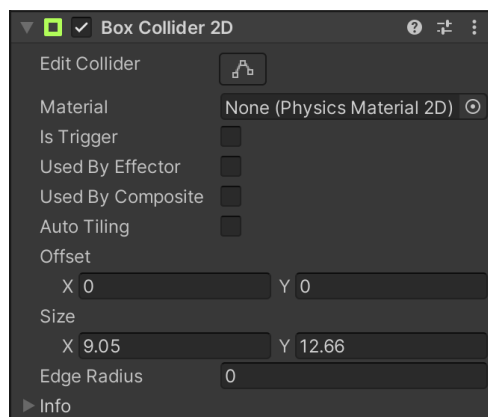 Box Collider 2D
Edit Collider
Material None (Physics Material 2D)
Is Trigger
Used By Effector
Used By Composite
Auto Tiling
Offset
X 0 Y 0
Size
X 9.05 Y 12.66
Edge Radius 0
Info